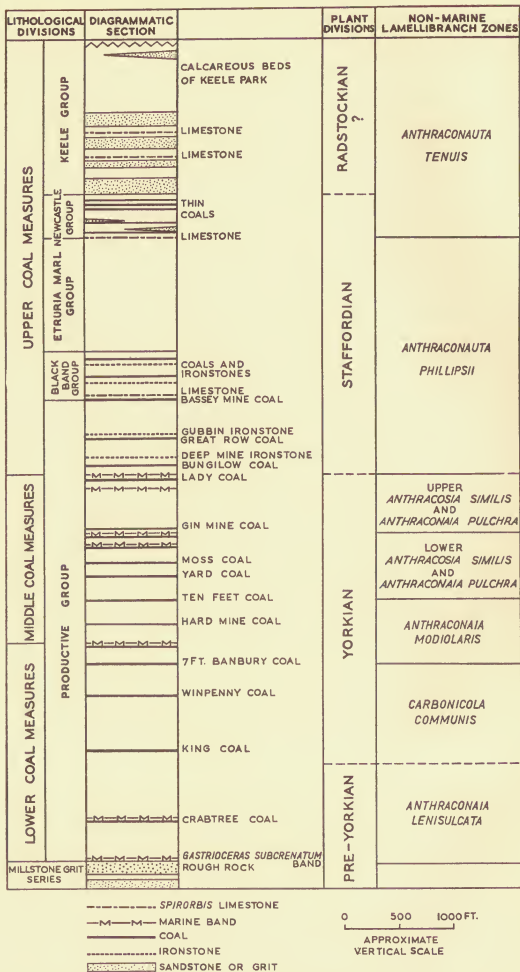 LITHOLOGICAL
DIVISIONS
DIAGRAMMATIC
SECTION
PLANT
DIVISIONS
NON-MARINE
LAMELLIBRANCH ZONES
UPPER COAL MEASURES
MIDDLE COAL MEASURES
LOWER COAL MEASURES
MILLSTONE GRIT
SERIES
KEELE GROUP
NEWCASTLE
GROUP
ETRURIA MARL
GROUP
BLACK
BAND
GROUP
PRODUCTIVE GROUP
CALCAREOUS BEDS
OF KEELE PARK
LIMESTONE
LIMESTONE
THIN
COALS
LIMESTONE
COALS AND
IRONSTONES
LIMESTONE
BASSEY MINE COAL
GUBBIN IRONSTONE
GREAT ROW COAL
DEEP MINE IRONSTONE
BUNGILOW COAL
LADY COAL
GIN MINE COAL
MOSS COAL
YARD COAL
TEN FEET COAL
HARD MINE COAL
7FT. BANBURY COAL
WINPENNY COAL
KING COAL
CRABTREE COAL
GASTRIOCERAS SUBCRENATUM
BAND
ROUGH ROCK
RADSTOCKIAN
?
STAFFORDIAN
YORKIAN
PRE-YORKIAN
ANTHRACONAUTA
TENUIS
ANTHRACONAUTA
PHILLIPSII
UPPER
ANTHRACOSIA SIMILIS
AND
ANTHRACONAIA PULCHRA
LOWER
ANTHRACOSIA SIMILIS
AND
ANTHRACONAIA PULCHRA
ANTHRACONAIA
MODIOLARIS
CARBONICOLA
COMMUNIS
ANTHRACONAIA
LENISULCATA
SPIRORBIS LIMESTONE
M—M— MARINE BAND
COAL
IRONSTONE
SANDSTONE OR GRIT
0 500 1000 FT.
APPROXIMATE
VERTICAL SCALE